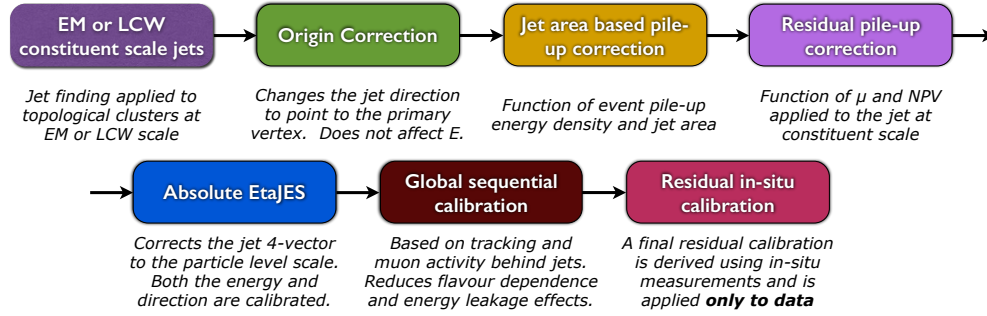 EM or LCW
constituent scale jets
Origin Correction
Jet area based pile-
up correction
Residual pile-up
correction
Jet finding applied to
topological clusters at
EM or LCW scale
Changes the jet direction
to point to the primary
vertex. Does not affect E.
Function of event pile-up
energy density and jet area
Function of µ and NPV
applied to the jet at
constituent scale
Absolute EtaJES
Global sequential
calibration
Residual in-situ
calibration
Corrects the jet 4-vector
to the particle level scale.
Both the energy and
direction are calibrated.
Based on tracking and
muon activity behind jets.
Reduces flavour dependence
and energy leakage effects.
A final residual calibration
is derived using in-situ
measurements and is
applied only to data